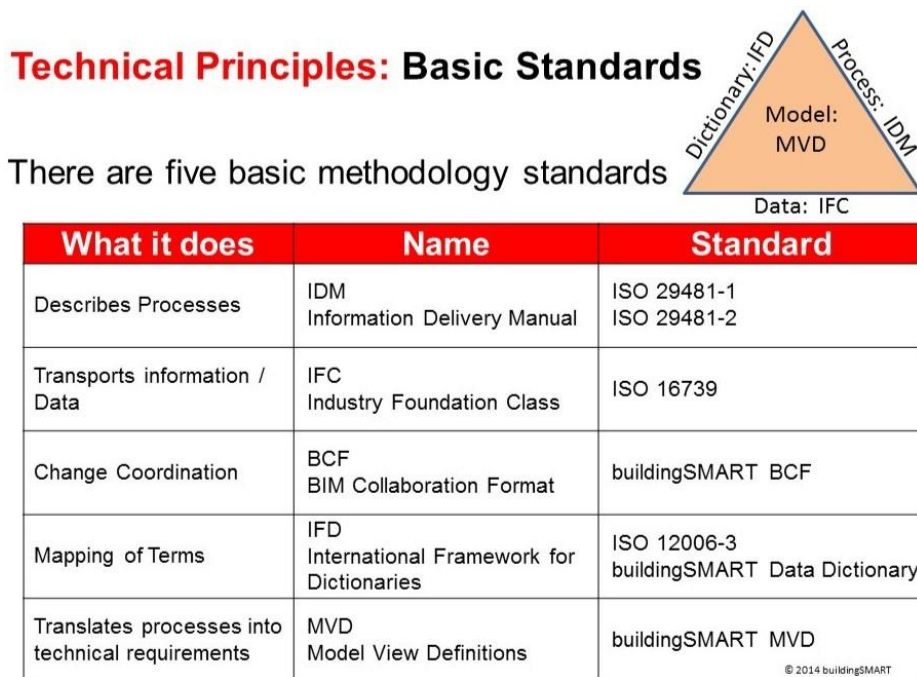 Technical Principles: Basic Standards
Dictionary: IFD
Process: IDM
Model:
MVD
Data: IFC
There are five basic methodology standards
What it does
Name
Standard
Describes Processes
IDM
Information Delivery Manual
ISO 29481-1
ISO 29481-2
Transports information /
Data
IFC
Industry Foundation Class
ISO 16739
Change Coordination
BCF
BIM Collaboration Format
buildingSMART BCF
Mapping of Terms
IFD
International Framework for
Dictionaries
ISO 12006-3
buildingSMART Data Dictionary
Translates processes into
technical requirements
MVD
Model View Definitions
buildingSMART MVD
© 2014 buildingSMART